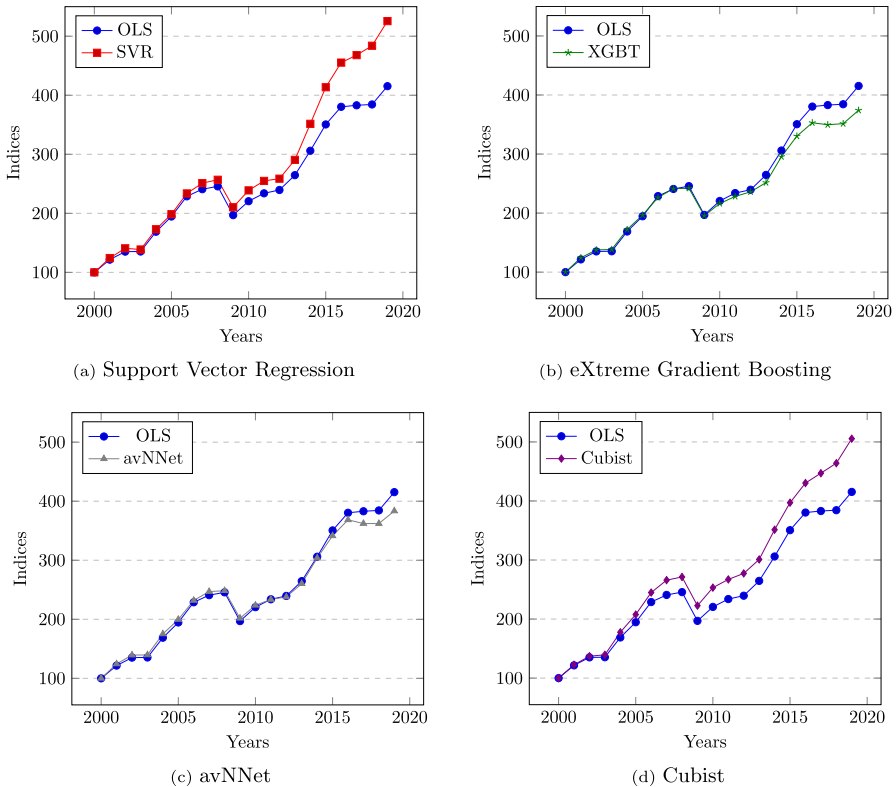 OLS
SVR
500
400
300
200
100
Indices
2000 2005 2010 2015 2020
Years
(a) Support Vector Regression
OLS
XGBT
500
400
300
200
100
Indices
2000 2005 2010 2015 2020
Years
(b) eXtreme Gradient Boosting
OLS
avNNet
500
400
300
200
100
Indices
2000 2005 2010 2015 2020
Years
(c) avNNet
OLS
Cubist
500
400
300
200
100
Indices
2000 2005 2010 2015 2020
Years
(d) Cubist